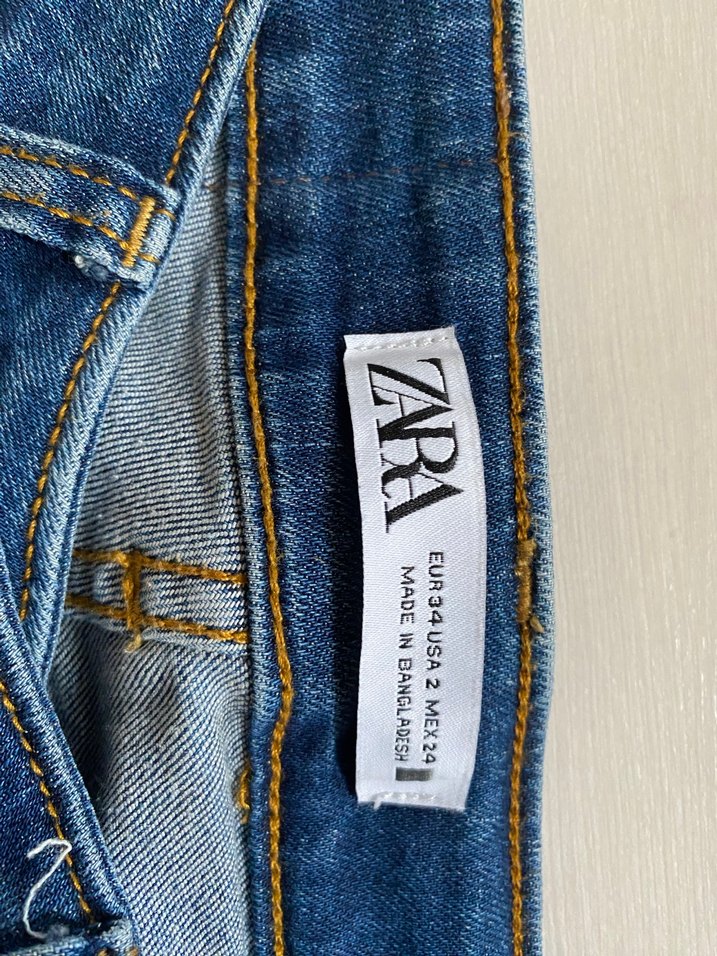 ZARA
EUR 34 USA 2 MEX 24
MADE IN BANGLADESH